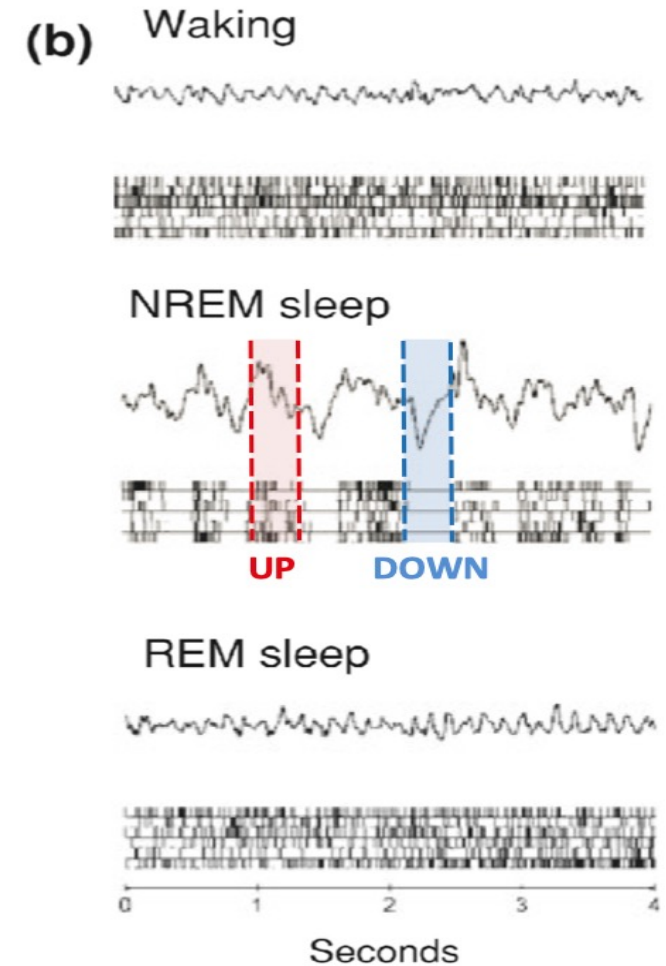 (b) Waking
NREM sleep
UP DOWN
REM sleep
0 1 2 3 4
Seconds